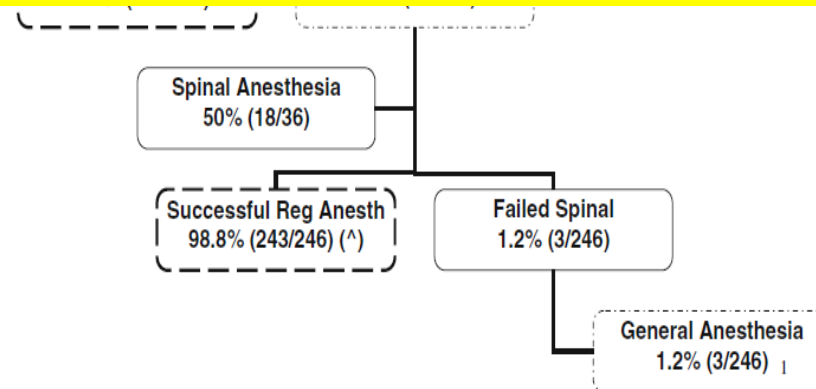 Spinal Anesthesia
50% (18/36)
Successful Reg Anesth
98.8% (243/246) (^)
Failed Spinal
1.2% (3/246)
General Anesthesia
1.2% (3/246)
1